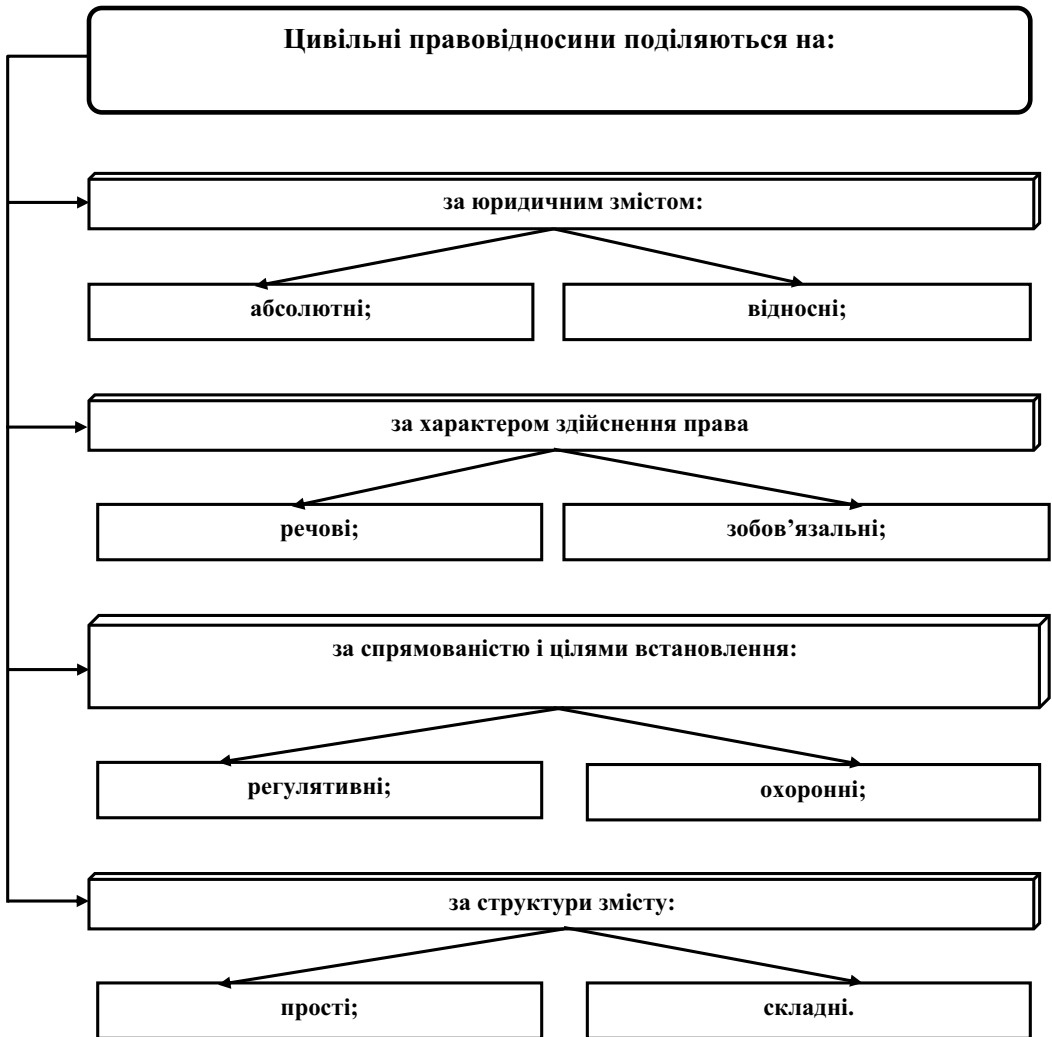 Цивільні правовідносини поділяються на:
за юридичним змістом:
абсолютні;
відносні;
за характером здійснення права
речові;
зобов’язальні;
за спрямованістю і цілями встановлення:
регулятивні;
охоронні;
за структури змісту:
прості;
складні.